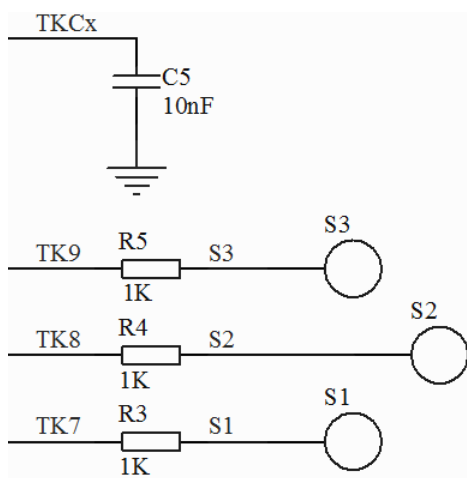 TKCx
C5
10nF
S3
TK9 R5 S3
1K
S2
TK8 R4 S2
1K
S1
TK7 R3 S1
1K